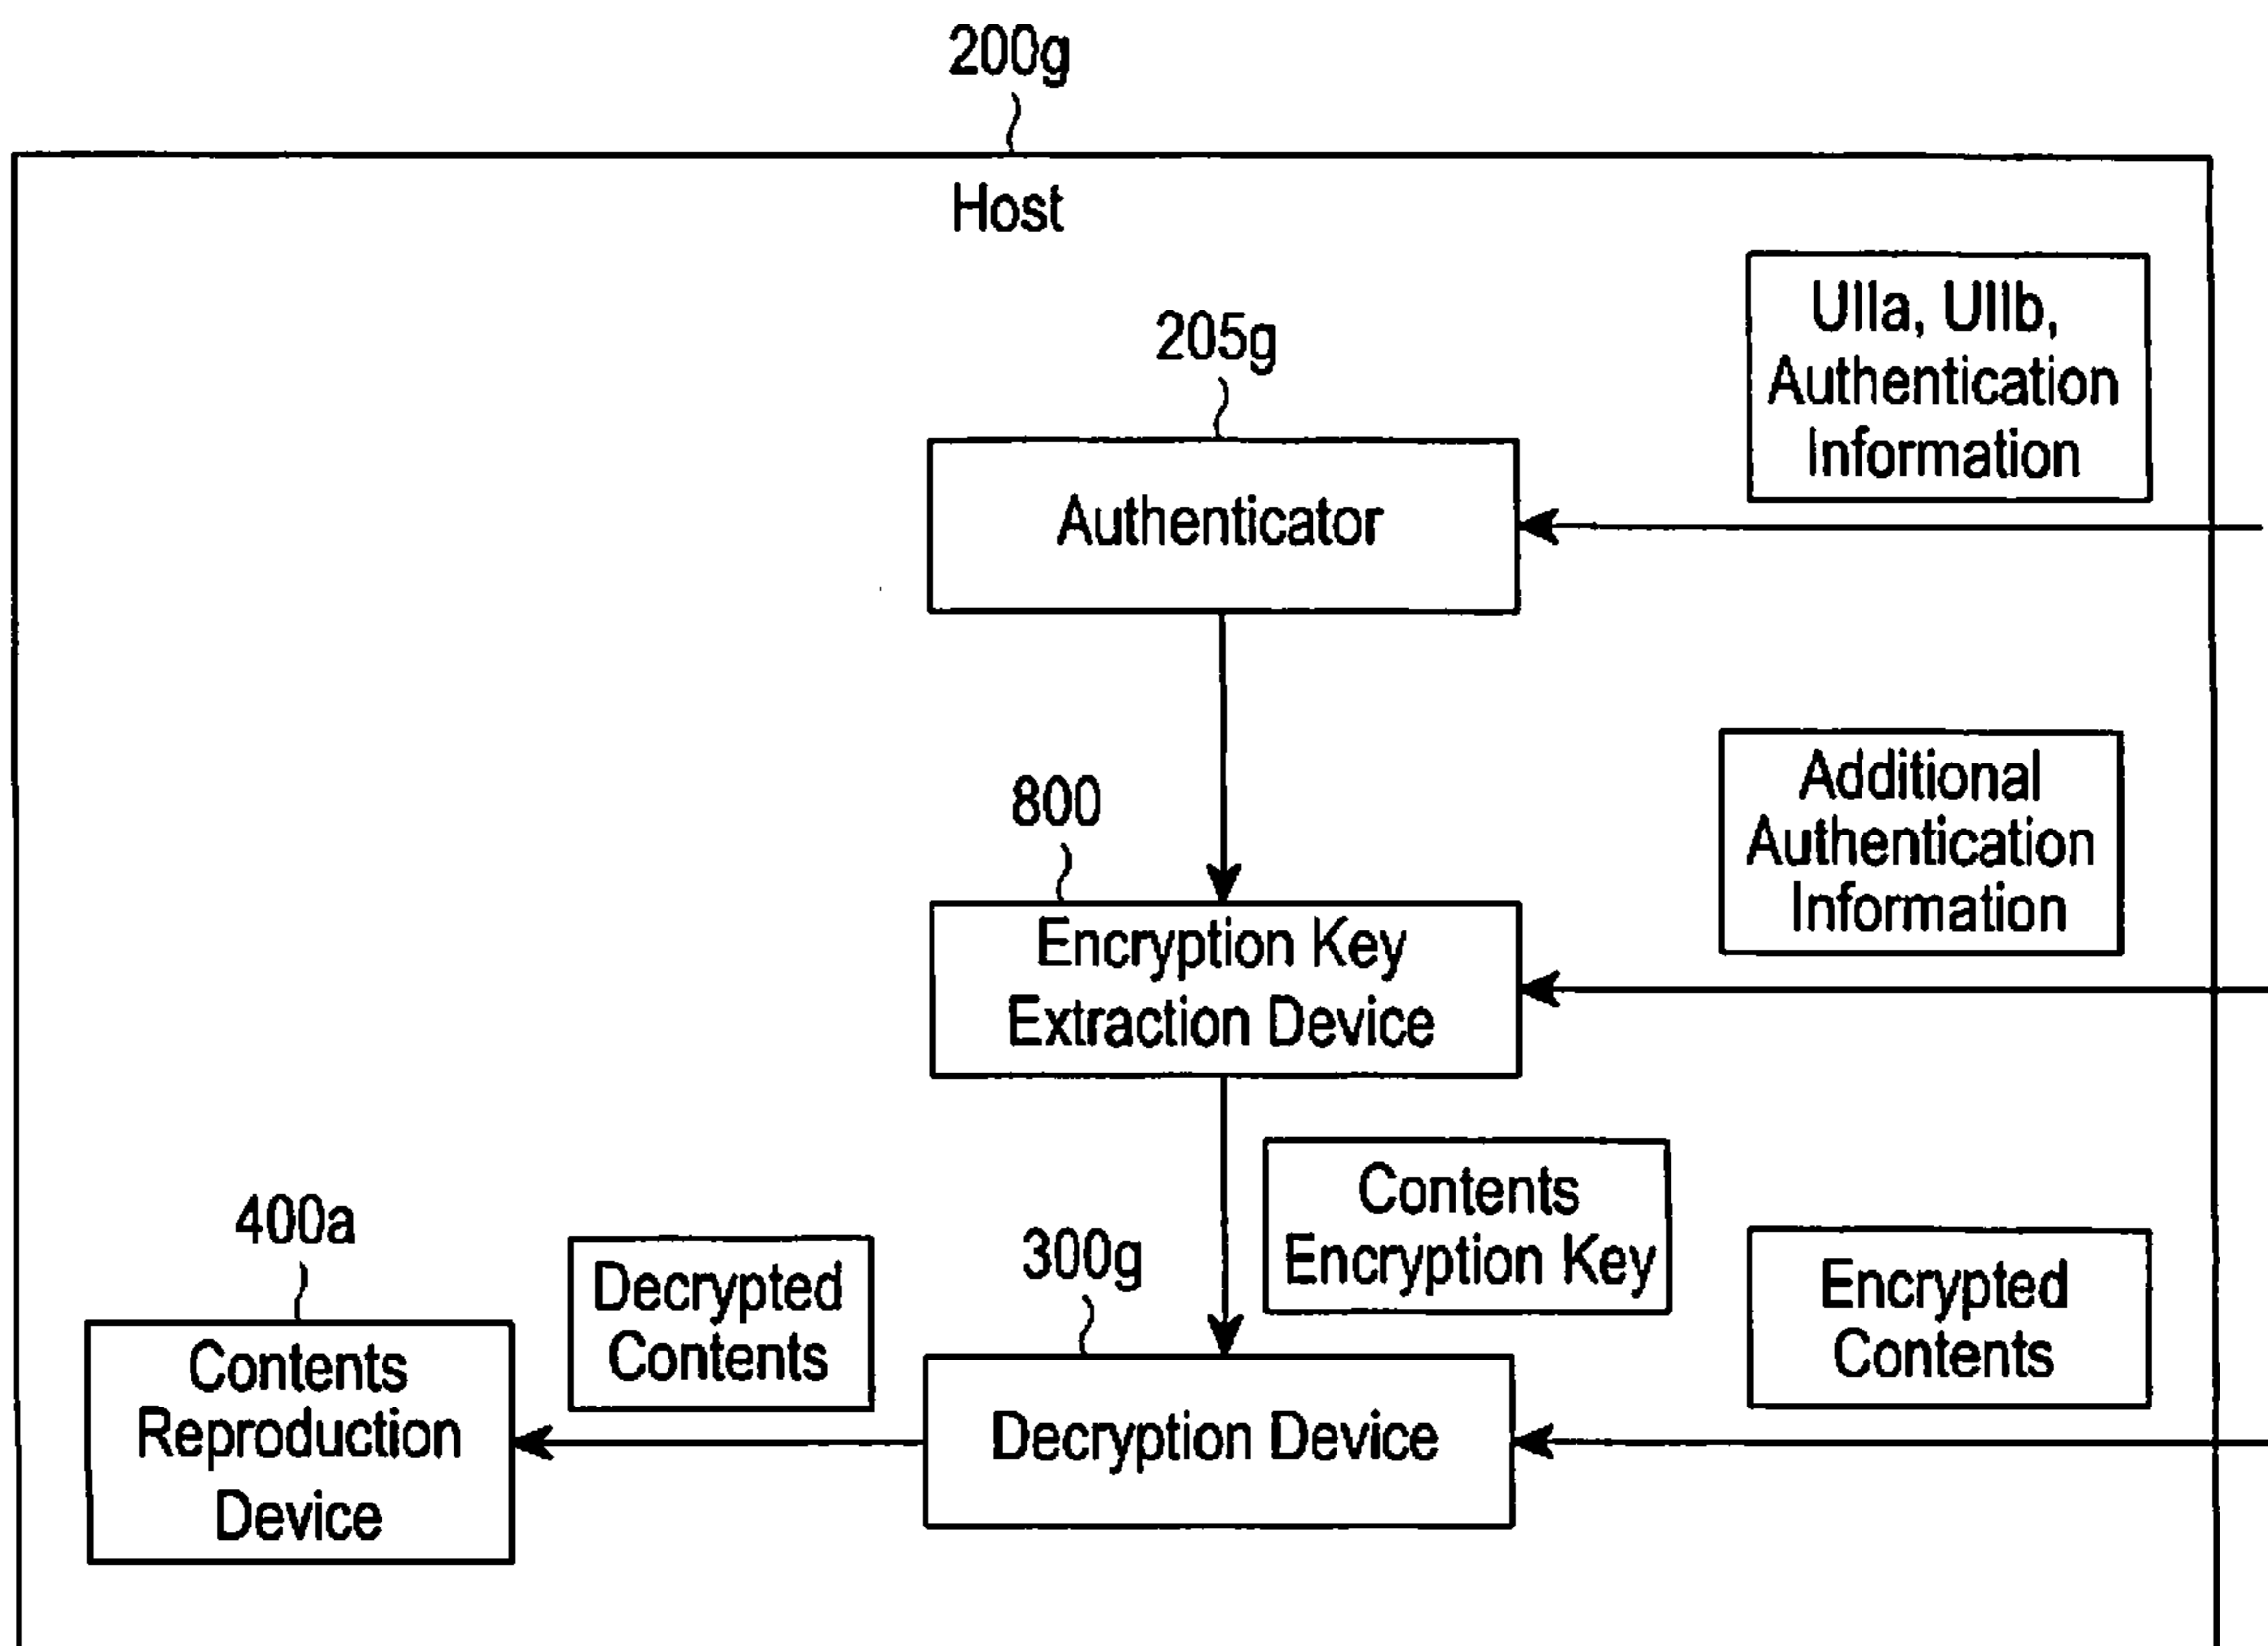 200g
Host
UIIa, UIIb,
Authentication
Information
205g
Authenticator
Additional
Authentication
Information
800
Encryption Key
Extraction Device
Contents
Encryption Key
400a
Decrypted
Contents
300g
Encrypted
Contents
Contents
Reproduction
Device
Decryption Device